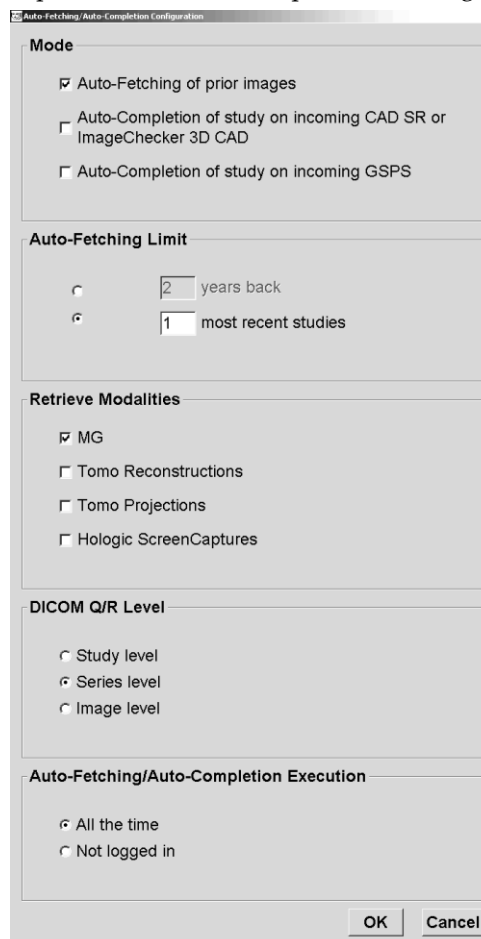 Auto-Fetching/Auto-Completion Configuration
Mode
Auto-Fetching of prior images
Auto-Completion of study on incoming CAD SR or
ImageChecker 3D CAD
Auto-Completion of study on incoming GSPS
Auto-Fetching Limit
2 years back
1 most recent studies
Retrieve Modalities
MG
Tomo Reconstructions
Tomo Projections
Hologic ScreenCaptures
DICOM Q/R Level
Study level
Series level
Image level
Auto-Fetching/Auto-Completion Execution
All the time
Not logged in
OK Cancel